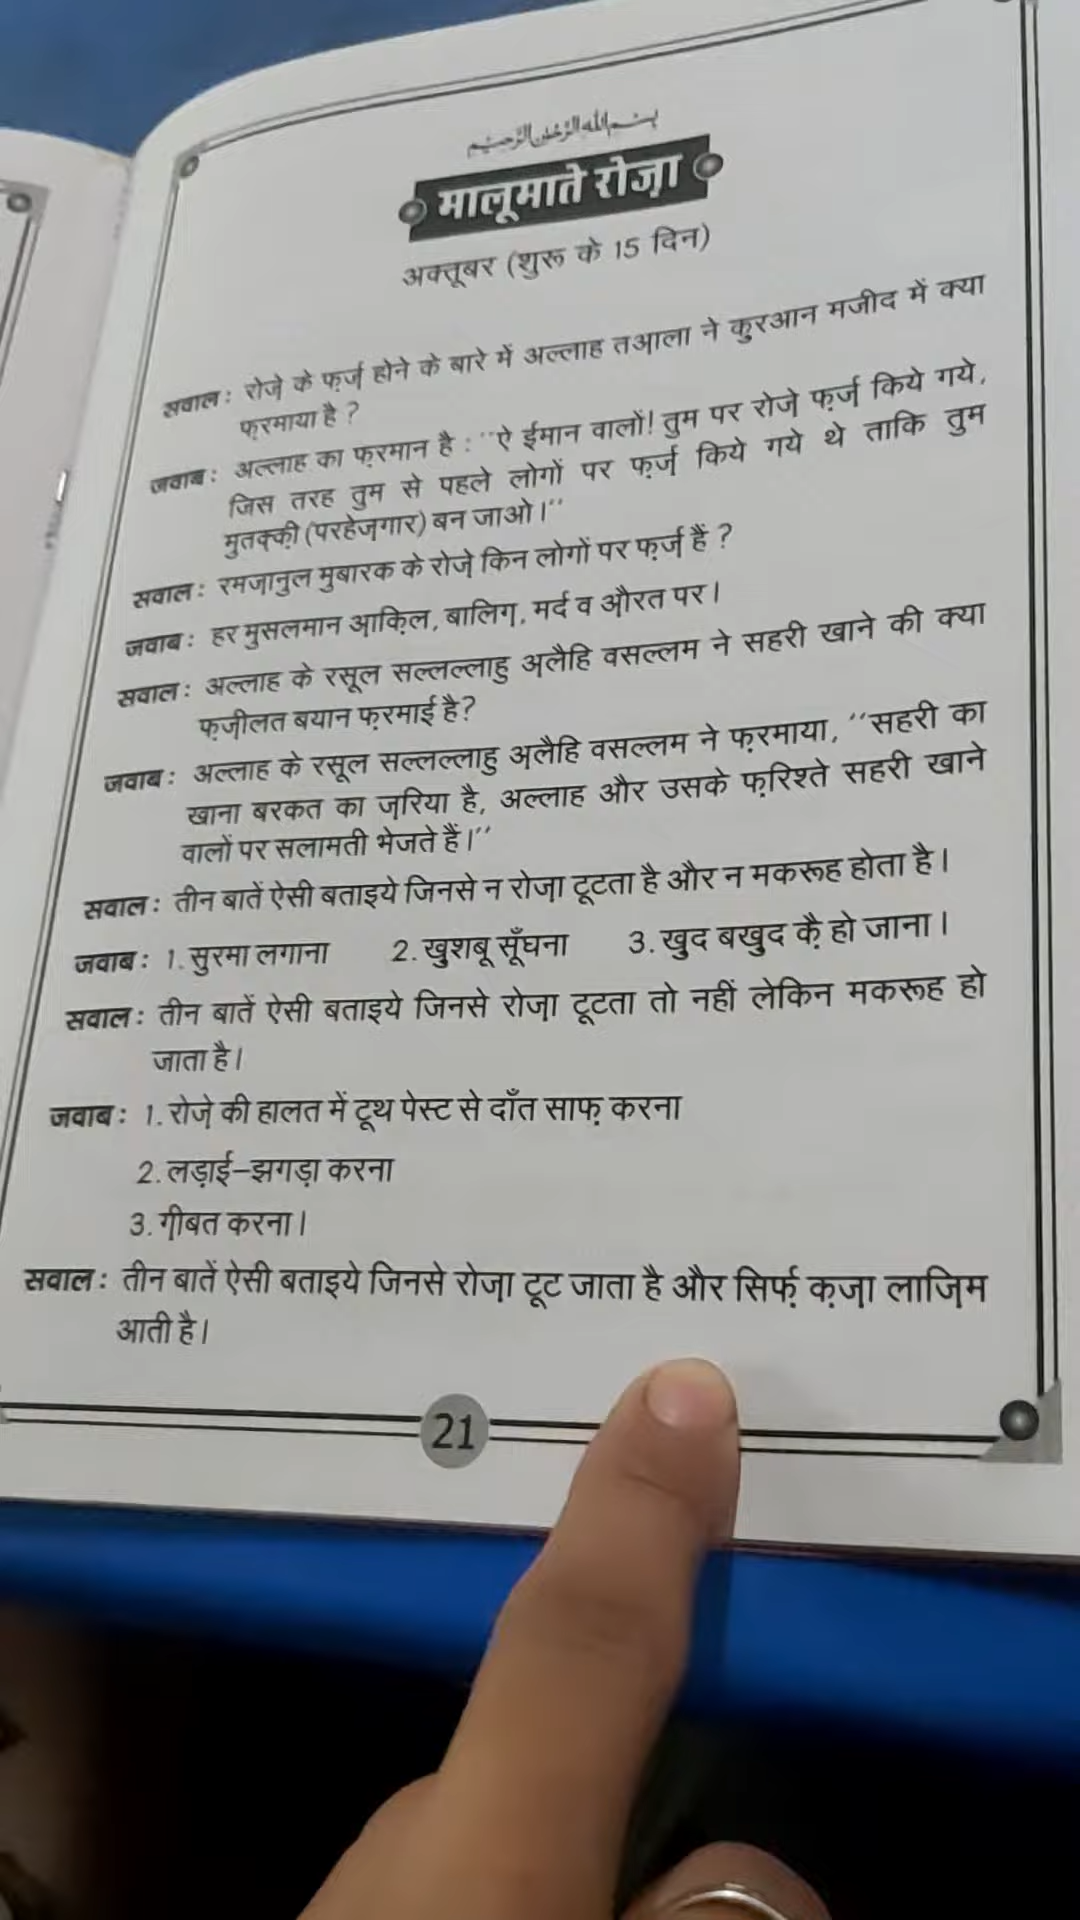 بسم الله الرحمن الرحيم
मालूमाते रोज़ा
अक्तूबर (शुरू के 15 दिन)
सवाल : रोज़े के फ़र्ज़ होने के बारे में अल्लाह तआ़ला ने क़ुरआन मजीद में क्या
फ़रमाया है ?
जवाब : अल्लाह का फ़रमान है : ''ऐ ईमान वालों! तुम पर रोज़े फ़र्ज़ किये गये,
जिस तरह तुम से पहले लोगों पर फ़र्ज़ किये गये थे ताकि तुम
मुतक़्क़ी (परहेज़गार) बन जाओ।''
सवाल : रमज़ानुल मुबारक के रोज़े किन लोगों पर फ़र्ज़ हैं ?
जवाब : हर मुसलमान आ़क़िल, बालिग़, मर्द व औ़रत पर।
सवाल : अल्लाह के रसूल सल्लल्लाहु अ़लैहि वसल्लम ने सहरी खाने की क्या
फ़ज़ीलत बयान फ़रमाई है?
जवाब : अल्लाह के रसूल सल्लल्लाहु अ़लैहि वसल्लम ने फ़रमाया, ''सहरी का
खाना बरकत का ज़रिया है, अल्लाह और उसके फ़रिश्ते सहरी खाने
वालों पर सलामती भेजते हैं।''
सवाल : तीन बातें ऐसी बताइये जिनसे न रोज़ा टूटता है और न मकरूह होता है।
जवाब : 1. सुरमा लगाना 2. खुशबू सूँघना 3. खुद बखुद क़ै हो जाना।
सवाल : तीन बातें ऐसी बताइये जिनसे रोज़ा टूटता तो नहीं लेकिन मकरूह हो
जाता है।
जवाब : 1. रोज़े की हालत में टूथ पेस्ट से दाँत साफ़ करना
2. लड़ाई-झगड़ा करना
3. ग़ीबत करना।
सवाल : तीन बातें ऐसी बताइये जिनसे रोज़ा टूट जाता है और सिर्फ़ क़ज़ा लाज़िम
आती है।
21